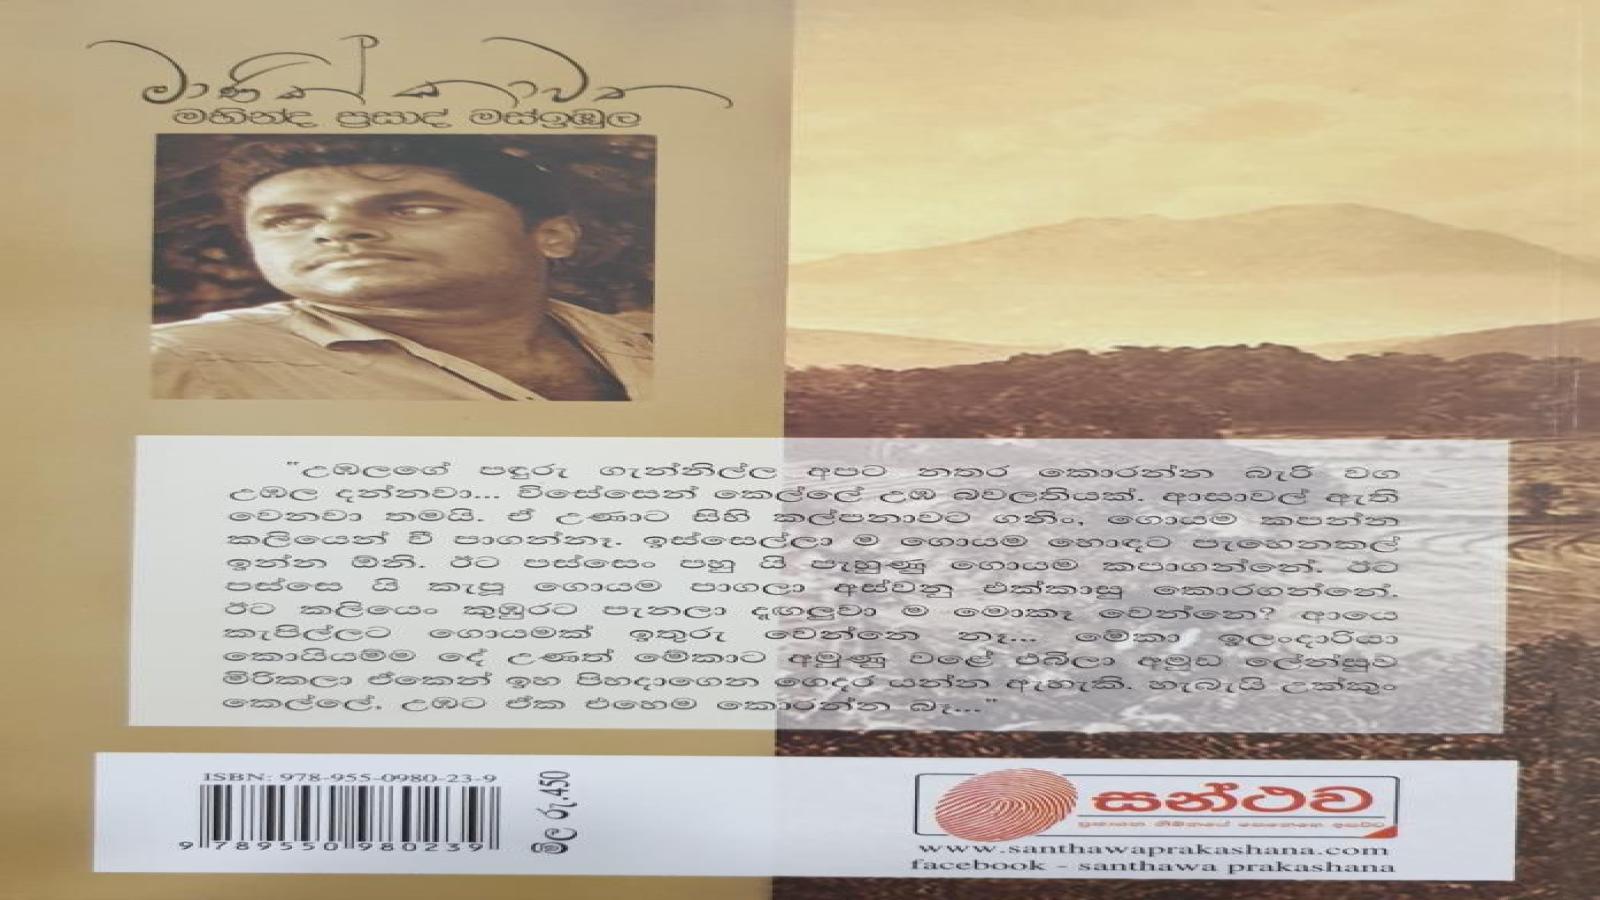 මාණික්කාවත
මහින්ද ප්‍රසාද් මස්ඉඹුල
"උඹලගේ පඳුරු ගැන්නිල්ල අපට නතර කොරන්න බැරි වග
උඹල දන්නවා... විසේසෙන් කෙල්ලේ උඹ බවලතියක්. ආසාවල් ඇති
වෙනවා තමයි. ඒ උණාට සිහි කල්පනාවට ගනිං, ගොයම කපන්න
කලියෙන් වී පාගන්නෑ. ඉස්සෙල්ලා ම ගොයම හොඳට පැහෙනකල්
ඉන්න ඕනි. ඊට පස්සෙං පහු යි පැහුණු ගොයම කපාගන්නේ. ඊට
පස්සෙ යි කැපූ ගොයම පාගලා අස්වනු එක්කාසු කොරගන්නේ.
ඊට කලියෙං කුඹුරට පැනලා දෑඟලුවා ම මොකෑ වෙන්නෙ? ආයෙ
කැපිල්ලට ගොයමක් ඉතුරු වෙන්නෙ නෑ... මේකා ඉලංදාරියා
කොයියම්ම දේ උණත් මේකාට අමුණු වළේ එබිලා අමුඩ ලේන්සුව
මිරිකලා ඒකෙන් ඉහ පිහදාගෙන ගෙදර යන්න ඇහැකි. හැබැයි උක්කුං
කෙල්ලේ, උඹට ඒක එහෙම කොරන්න බෑ..."
ISBN: 978-955-0980-23-9
9 789550 980239
මිල රු.450
සන්ථව
www.santhawaprakashana.com
facebook - santhawa prakashana